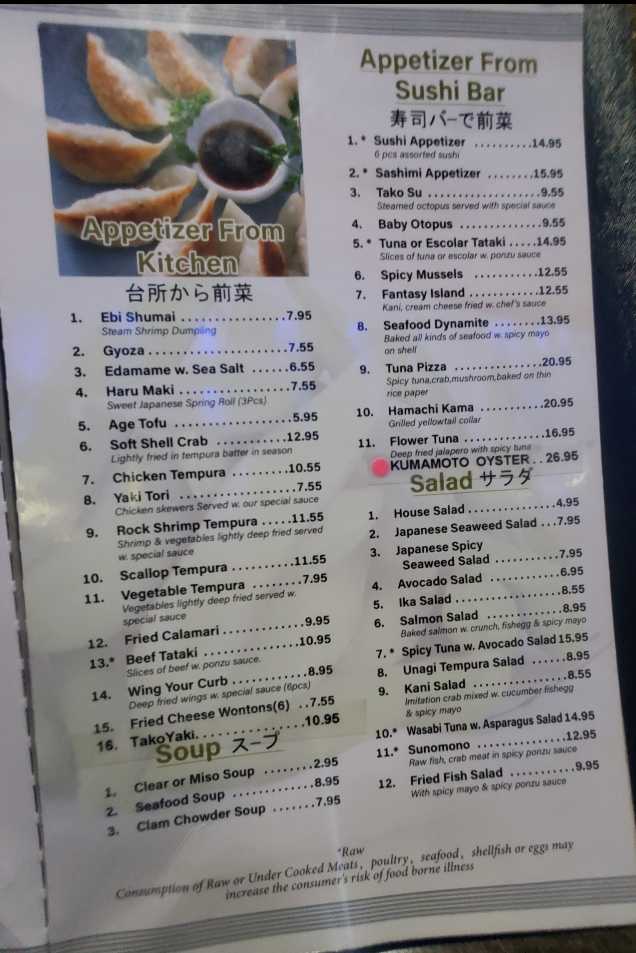 Appetizer From
Kitchen
台所から前菜
1. Ebi Shumai ................7.95
Steam Shrimp Dumpling
2. Gyoza .....................7.55
3. Edamame w. Sea Salt ......6.55
4. Haru Maki ................7.55
Sweet Japanese Spring Roll (3Pcs)
5. Age Tofu ..................5.95
6. Soft Shell Crab ............12.95
Lightly fried in tempura batter in season
7. Chicken Tempura .........10.55
8. Yaki Tori .................7.55
Chicken skewers Served w. our special sauce
9. Rock Shrimp Tempura .....11.55
Shrimp & vegetables lightly deep fried served
w. special sauce
10. Scallop Tempura ..........11.55
11. Vegetable Tempura ........7.95
Vegetables lightly deep fried served w.
special sauce
12. Fried Calamari ............9.95
13.* Beef Tataki ..............10.95
Slices of beef w. ponzu sauce.
14. Wing Your Curb ...........8.95
Deep fried wings w. special sauce (6pcs)
15. Fried Cheese Wontons(6) ..7.55
16. TakoYaki................10.95
Soup スープ
1. Clear or Miso Soup ........2.95
2. Seafood Soup .............8.95
3. Clam Chowder Soup .......7.95
Appetizer From
Sushi Bar
寿司バーで前菜
1. * Sushi Appetizer .........14.95
6 pcs assorted sushi
2. * Sashimi Appetizer ........15.95
3. Tako Su ..................9.55
Steamed octopus served with special sauce
4. Baby Otopus ..............9.55
5. * Tuna or Escolar Tataki .....14.95
Slices of tuna or escolar w. ponzu sauce
6. Spicy Mussels ...........12.55
7. Fantasy Island ...........12.55
Kani, cream cheese fried w. chef's sauce
8. Seafood Dynamite ........13.95
Baked all kinds of seafood w. spicy mayo
on shell
9. Tuna Pizza ...............20.95
Spicy tuna,crab,mushroom,baked on thin
rice paper
10. Hamachi Kama ..........20.95
Grilled yellowtail collar
11. Flower Tuna .............16.95
Deep fried jalapero with spicy tuna
KUMAMOTO OYSTER .. 26.95
Salad サラダ
1. House Salad ................4.95
2. Japanese Seaweed Salad ...7.95
3. Japanese Spicy
Seaweed Salad ...........7.95
4. Avocado Salad .............6.95
5. Ika Salad ..................8.55
6. Salmon Salad ..............8.95
Baked salmon w. crunch, fishegg & spicy mayo
7. * Spicy Tuna w. Avocado Salad 15.95
8. Unagi Tempura Salad ......8.95
9. Kani Salad .................8.55
Imitation crab mixed w. cucumber fishegg
& spicy mayo
10.* Wasabi Tuna w. Asparagus Salad 14.95
11.* Sunomono ...............12.95
Raw fish, crab meat in spicy ponzu sauce
12. Fried Fish Salad ...........9.95
With spicy mayo & spicy ponzu sauce
*Raw
Consumption of Raw or Under Cooked Meats, poultry, seafood, shellfish or eggs may
increase the consumer's risk of food borne illness